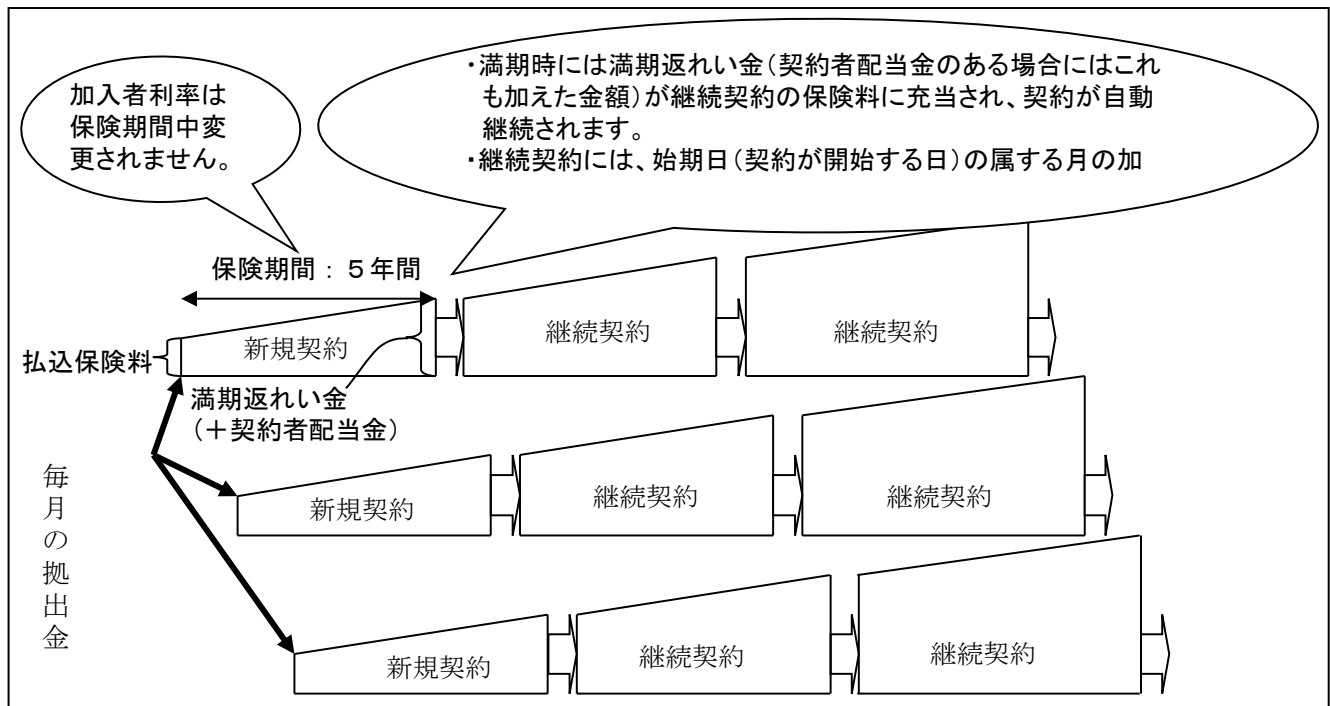 加入者利率は
保険期間中変
更されません。
・満期時には満期返れい金（契約者配当金のある場合にはこれ
も加えた金額）が継続契約の保険料に充当され、契約が自動
継続されます。
・継続契約には、始期日（契約が開始する日）の属する月の加
保険期間：５年間
払込保険料
新規契約
継続契約
継続契約
満期返れい金
（＋契約者配当金）
毎月の拠出金
新規契約
継続契約
継続契約
新規契約
継続契約
継続契約